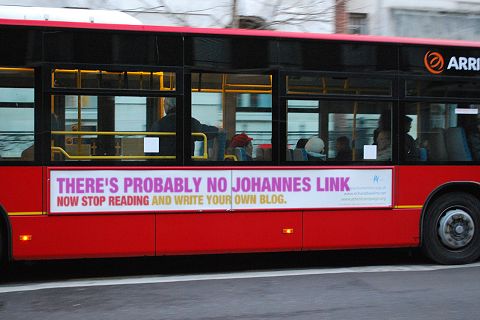 ARRI
THERE'S PROBABLY NO JOHANNES LINK
NOW STOP READING AND WRITE YOUR OWN BLOG.